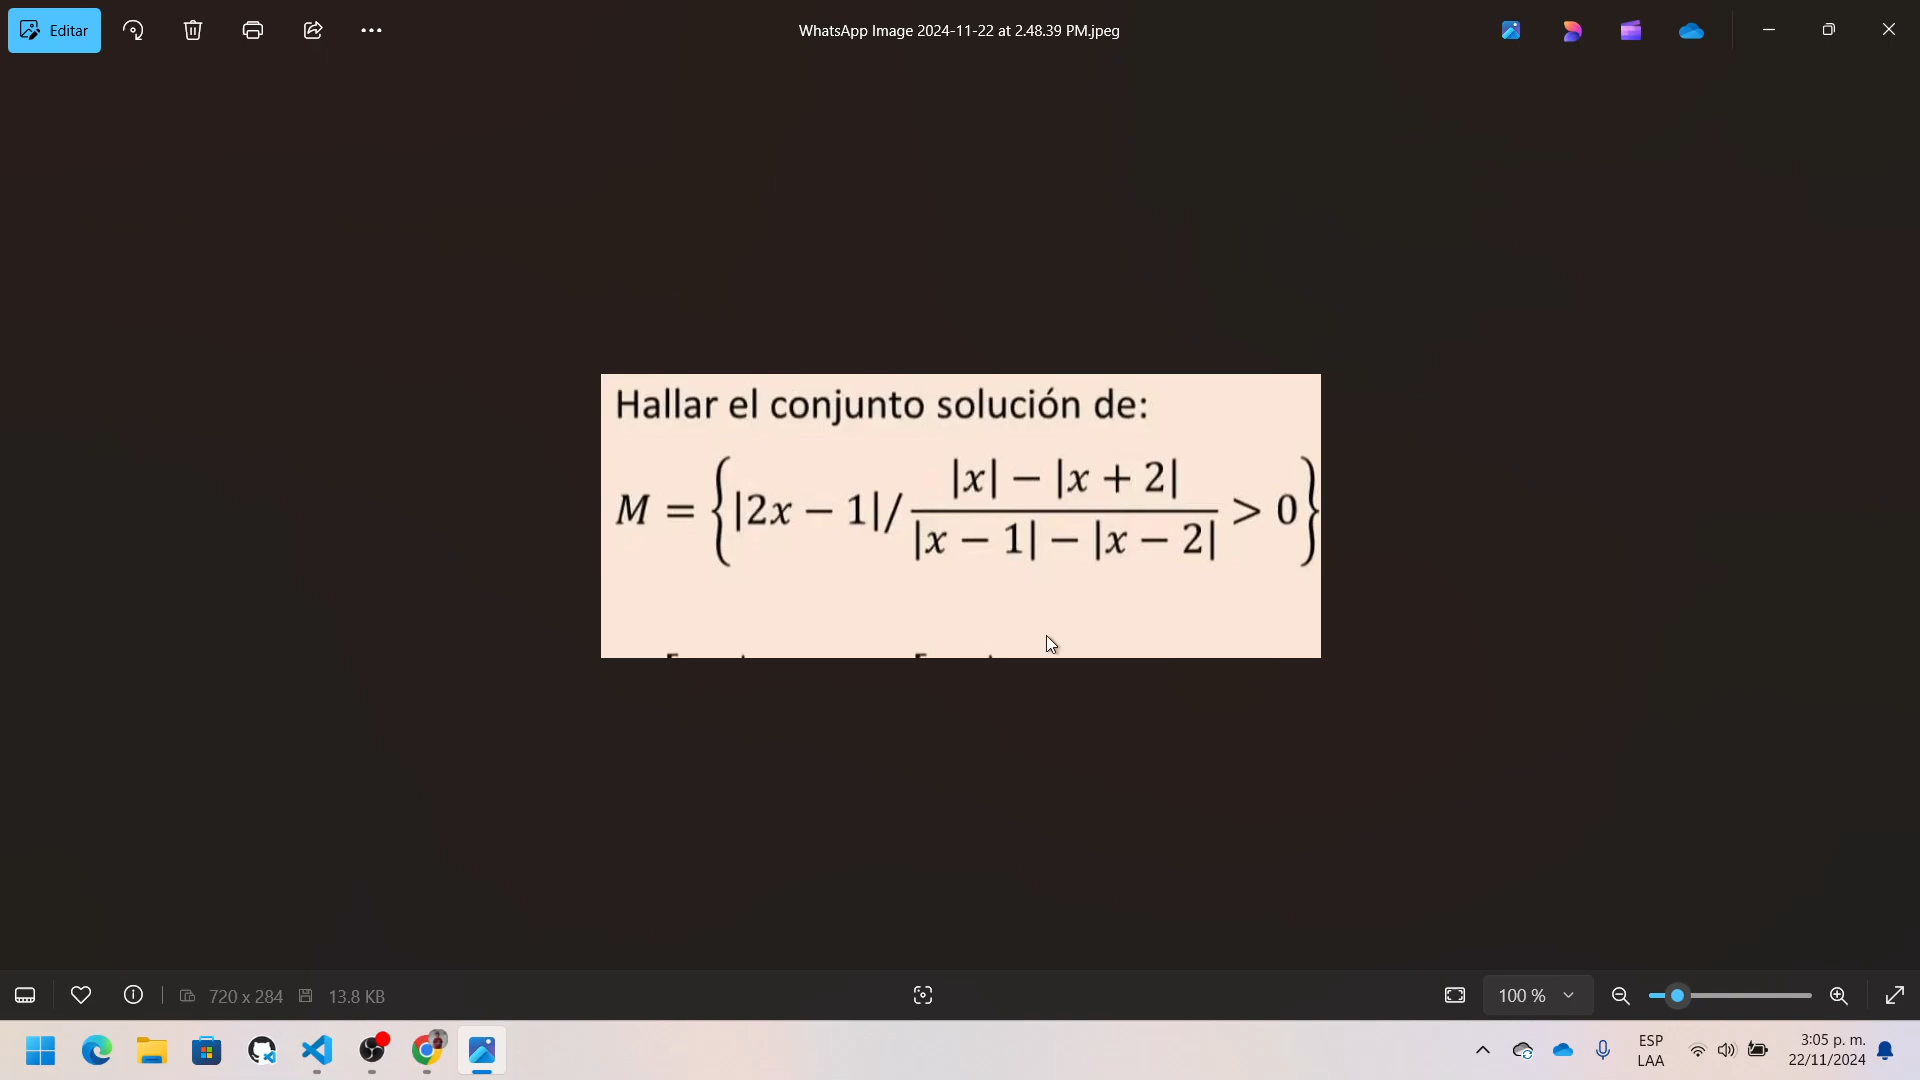 Editar
WhatsApp Image 2024-11-22 at 2.48.39 PM.jpeg
Hallar el conjunto solución de:
M = { |2x − 1| / (|x| − |x + 2|) / (|x − 1| − |x − 2|) > 0 }
720 x 284
13.8 KB
100 %
ESP
LAA
3:05 p. m.
22/11/2024